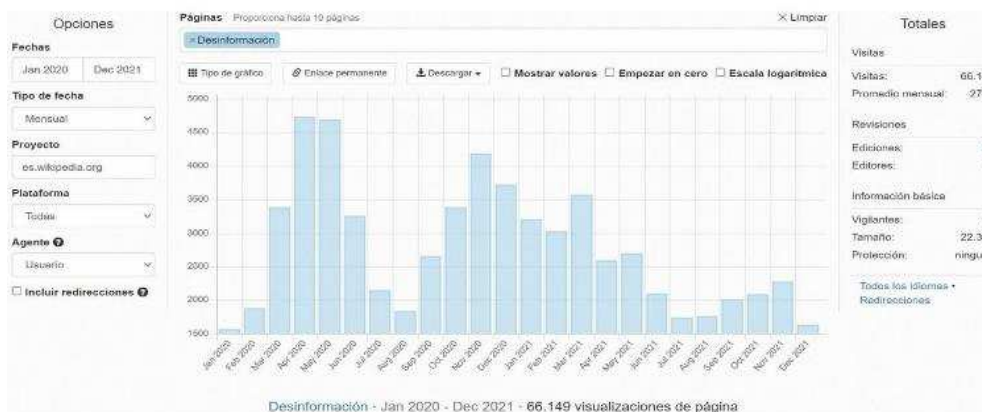 Opciones
Fechas
Jan 2020 Dec 2021
Tipo de fecha
Mensual
Proyecto
es.wikipedia.org
Plataforma
Todas
Agente
Usuario
Incluir redirecciones
Páginas Proporciona hasta 10 páginas
× Limpiar
× Desinformación
Tipo de gráfico
Enlace permanente
Descargar
Mostrar valores
Empezar en cero
Escala logarítmica
5000
4500
4000
3500
3000
2500
2000
1500
Jan 2020
Feb 2020
Mar 2020
Apr 2020
May 2020
Jun 2020
Jul 2020
Aug 2020
Sep 2020
Oct 2020
Nov 2020
Dec 2020
Jan 2021
Feb 2021
Mar 2021
Apr 2021
May 2021
Jun 2021
Jul 2021
Aug 2021
Sep 2021
Oct 2021
Nov 2021
Dec 2021
Desinformación · Jan 2020 - Dec 2021 · 66.149 visualizaciones de página
Totales
Visitas
Visitas: 66.1
Promedio mensual: 27
Revisiones
Ediciones:
Editores:
Información básica
Vigilantes:
Tamaño: 22.3
Protección: ningu
Todos los idiomas •
Redirecciones